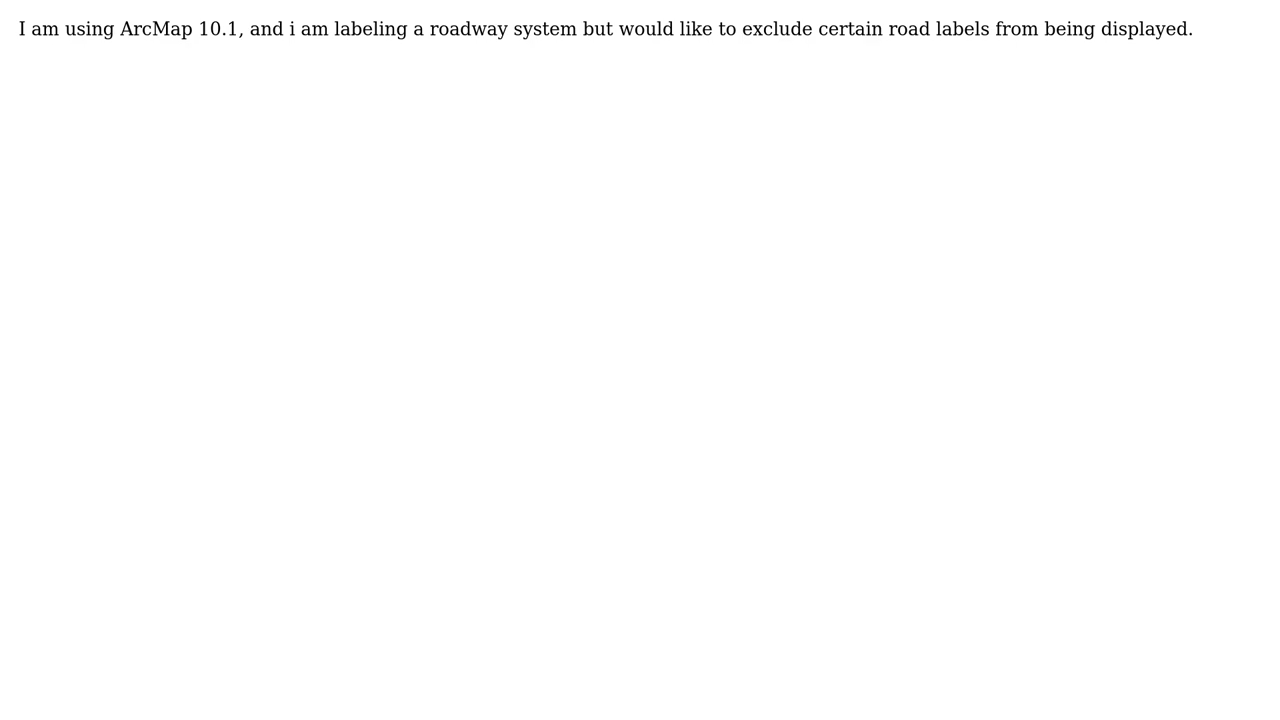 I am using ArcMap 10.1, and i am labeling a roadway system but would like to exclude certain road labels from being displayed.